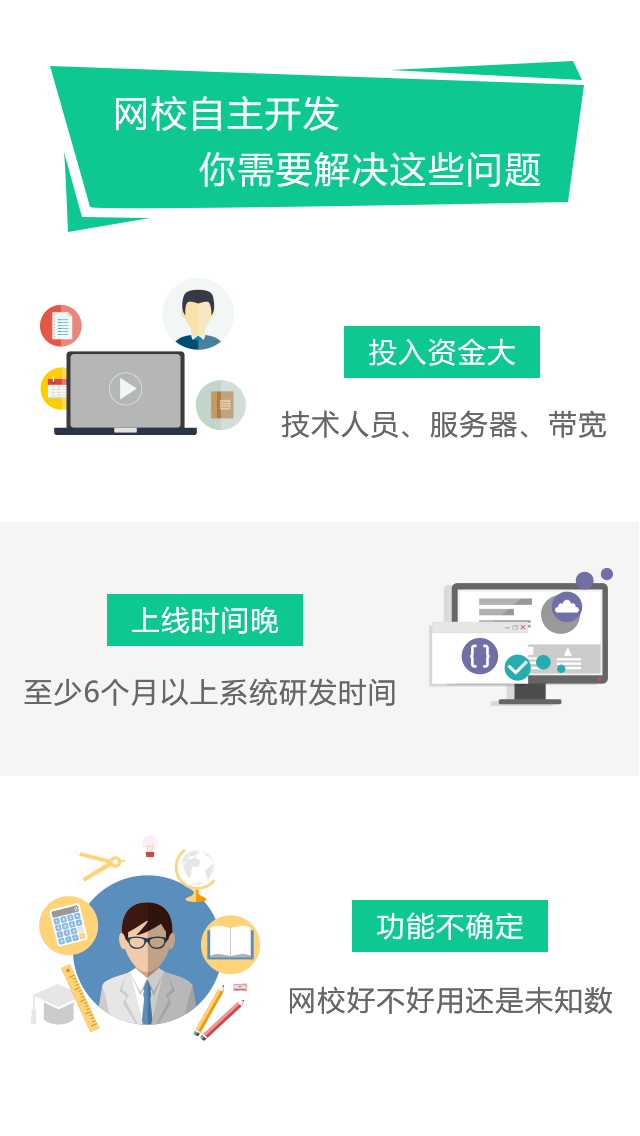 网校自主开发
你需要解决这些问题
投入资金大
技术人员、服务器、带宽
上线时间晚
至少6个月以上系统研发时间
功能不确定
网校好不好用还是未知数